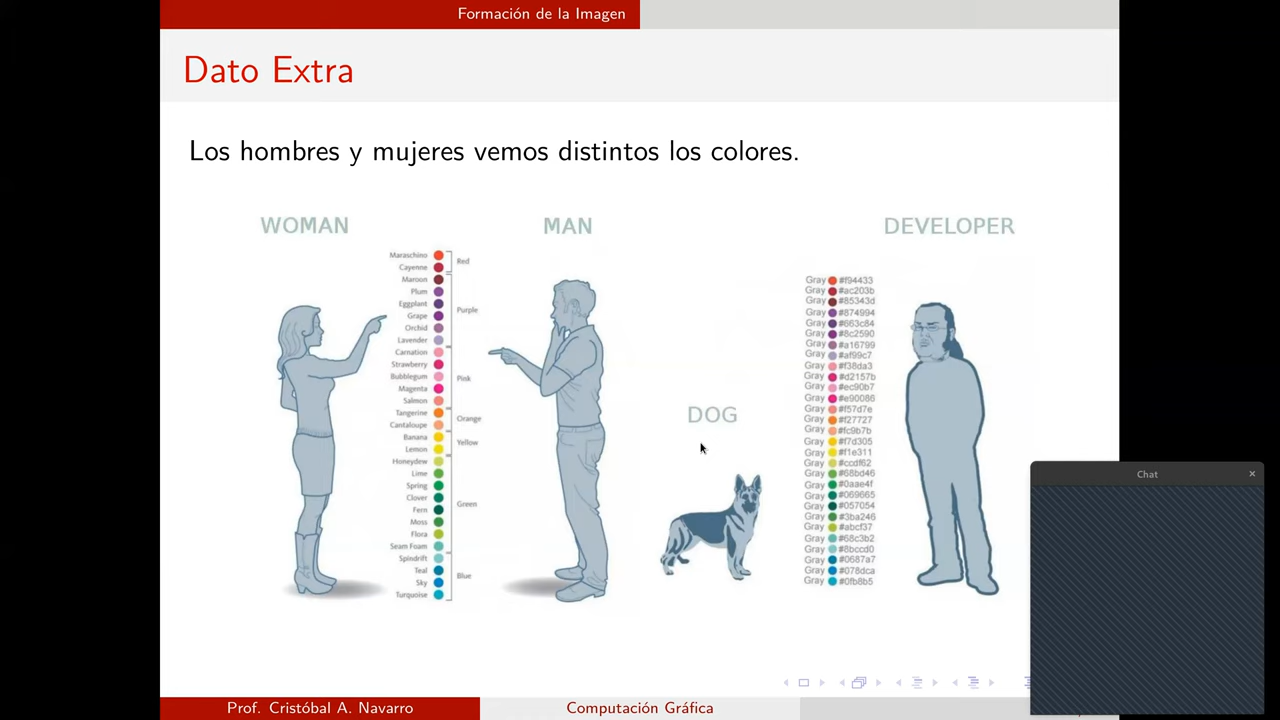 Formación de la Imagen
Dato Extra
Los hombres y mujeres vemos distintos los colores.
WOMAN
MAN
DOG
DEVELOPER
Maraschino
Cayenne
Maroon
Plum
Eggplant
Grape
Orchid
Lavender
Carnation
Strawberry
Bubblegum
Magenta
Salmon
Tangerine
Cantaloupe
Banana
Lemon
Honeydew
Lime
Spring
Clover
Fern
Moss
Flora
Sea Foam
Spindrift
Teal
Sky
Turquoise
Red
Purple
Pink
Orange
Yellow
Green
Blue
Gray #f94433
Gray #ac203b
Gray #85343d
Gray #874994
Gray #663c84
Gray #8c2590
Gray #a16799
Gray #af99c7
Gray #f38da3
Gray #d2157b
Gray #ec90b7
Gray #e90086
Gray #f57d7e
Gray #f27727
Gray #fc9b7b
Gray #f7d305
Gray #f1e311
Gray #ccdf62
Gray #68bd46
Gray #0aae4f
Gray #069665
Gray #057054
Gray #3ba246
Gray #abcf37
Gray #68c3b2
Gray #8bccd0
Gray #0687a7
Gray #078dca
Gray #0fb8b5
Chat
Prof. Cristóbal A. Navarro
Computación Gráfica